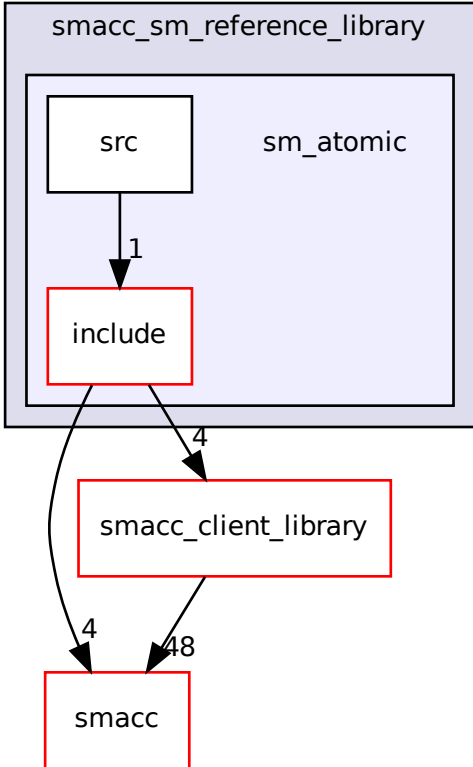 smacc_sm_reference_library
src
sm_atomic
1
include
4
smacc_client_library
4
48
smacc